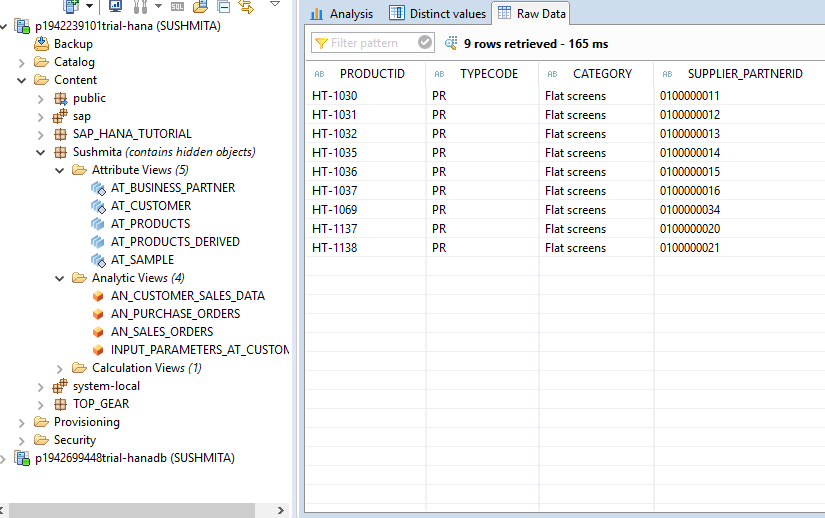 SQL
p1942239101trial-hana (SUSHMITA)
Backup
Catalog
Content
public
sap
SAP_HANA_TUTORIAL
Sushmita (contains hidden objects)
Attribute Views (5)
AT_BUSINESS_PARTNER
AT_CUSTOMER
AT_PRODUCTS
AT_PRODUCTS_DERIVED
AT_SAMPLE
Analytic Views (4)
AN_CUSTOMER_SALES_DATA
AN_PURCHASE_ORDERS
AN_SALES_ORDERS
INPUT_PARAMETERS_AT_CUSTOM
Calculation Views (1)
system-local
TOP_GEAR
Provisioning
Security
p1942699448trial-hanadb (SUSHMITA)
Analysis Distinct values Raw Data
Filter pattern 9 rows retrieved - 165 ms
AB PRODUCTID AB TYPECODE AB CATEGORY AB SUPPLIER_PARTNERID
HT-1030 PR Flat screens 0100000011
HT-1031 PR Flat screens 0100000012
HT-1032 PR Flat screens 0100000013
HT-1035 PR Flat screens 0100000014
HT-1036 PR Flat screens 0100000015
HT-1037 PR Flat screens 0100000016
HT-1069 PR Flat screens 0100000034
HT-1137 PR Flat screens 0100000020
HT-1138 PR Flat screens 0100000021